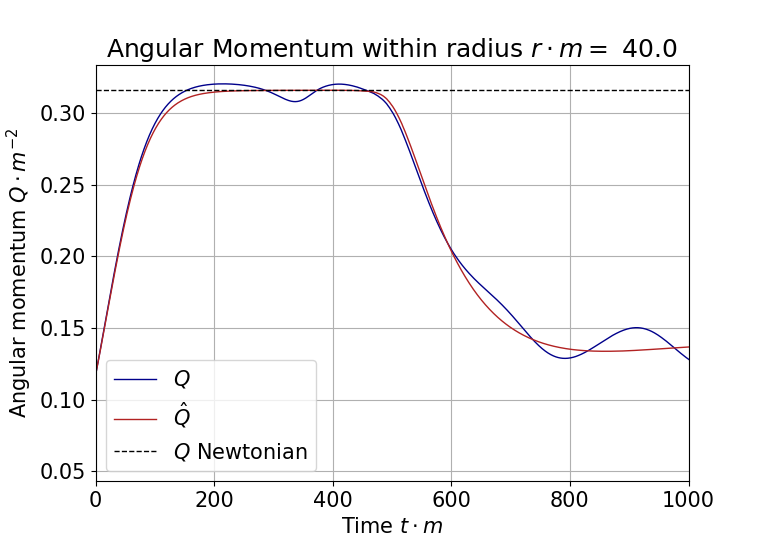 Angular Momentum within radius r · m = 40.0
Angular momentum Q · m⁻²
0.30
0.25
0.20
0.15
0.10
0.05
Q
Q̂
Q Newtonian
0 200 400 600 800 1000
Time t · m